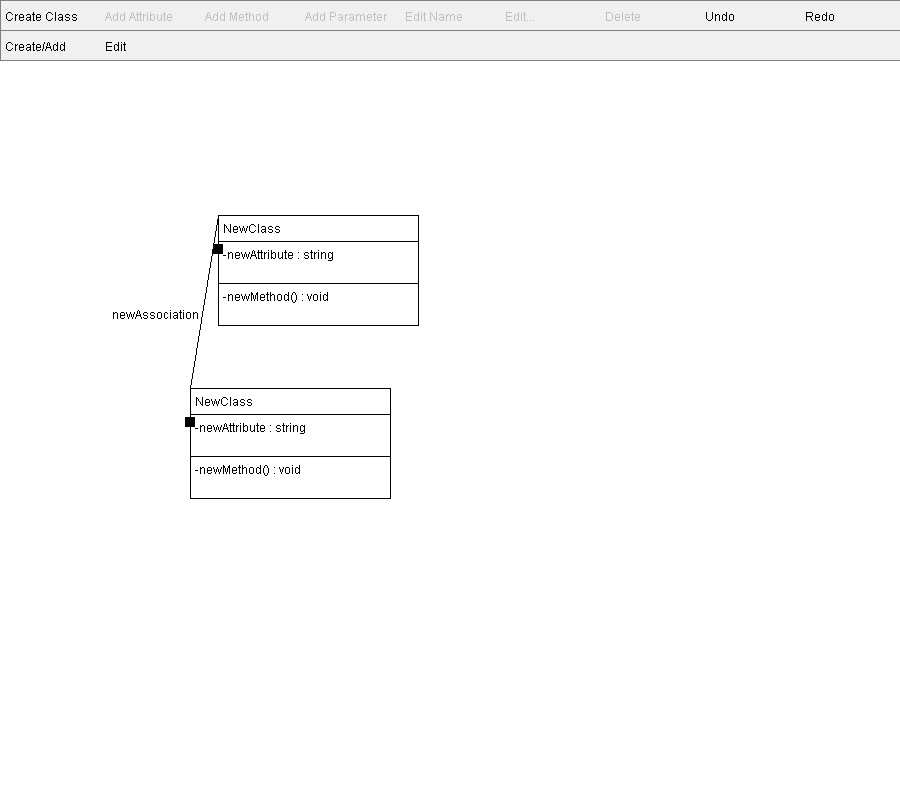 Create Class Add Attribute Add Method Add Parameter Edit Name Edit... Delete Undo Redo
Create/Add Edit
NewClass
-newAttribute : string
-newMethod() : void
newAssociation
NewClass
-newAttribute : string
-newMethod() : void